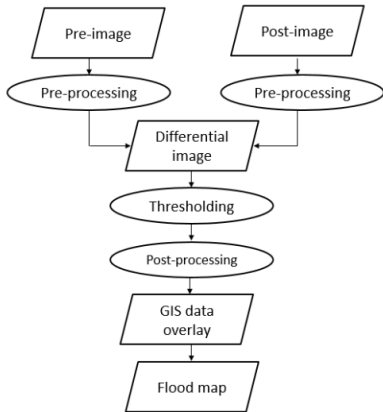 Pre-image
Post-image
Pre-processing
Pre-processing
Differential
image
Thresholding
Post-processing
GIS data
overlay
Flood map